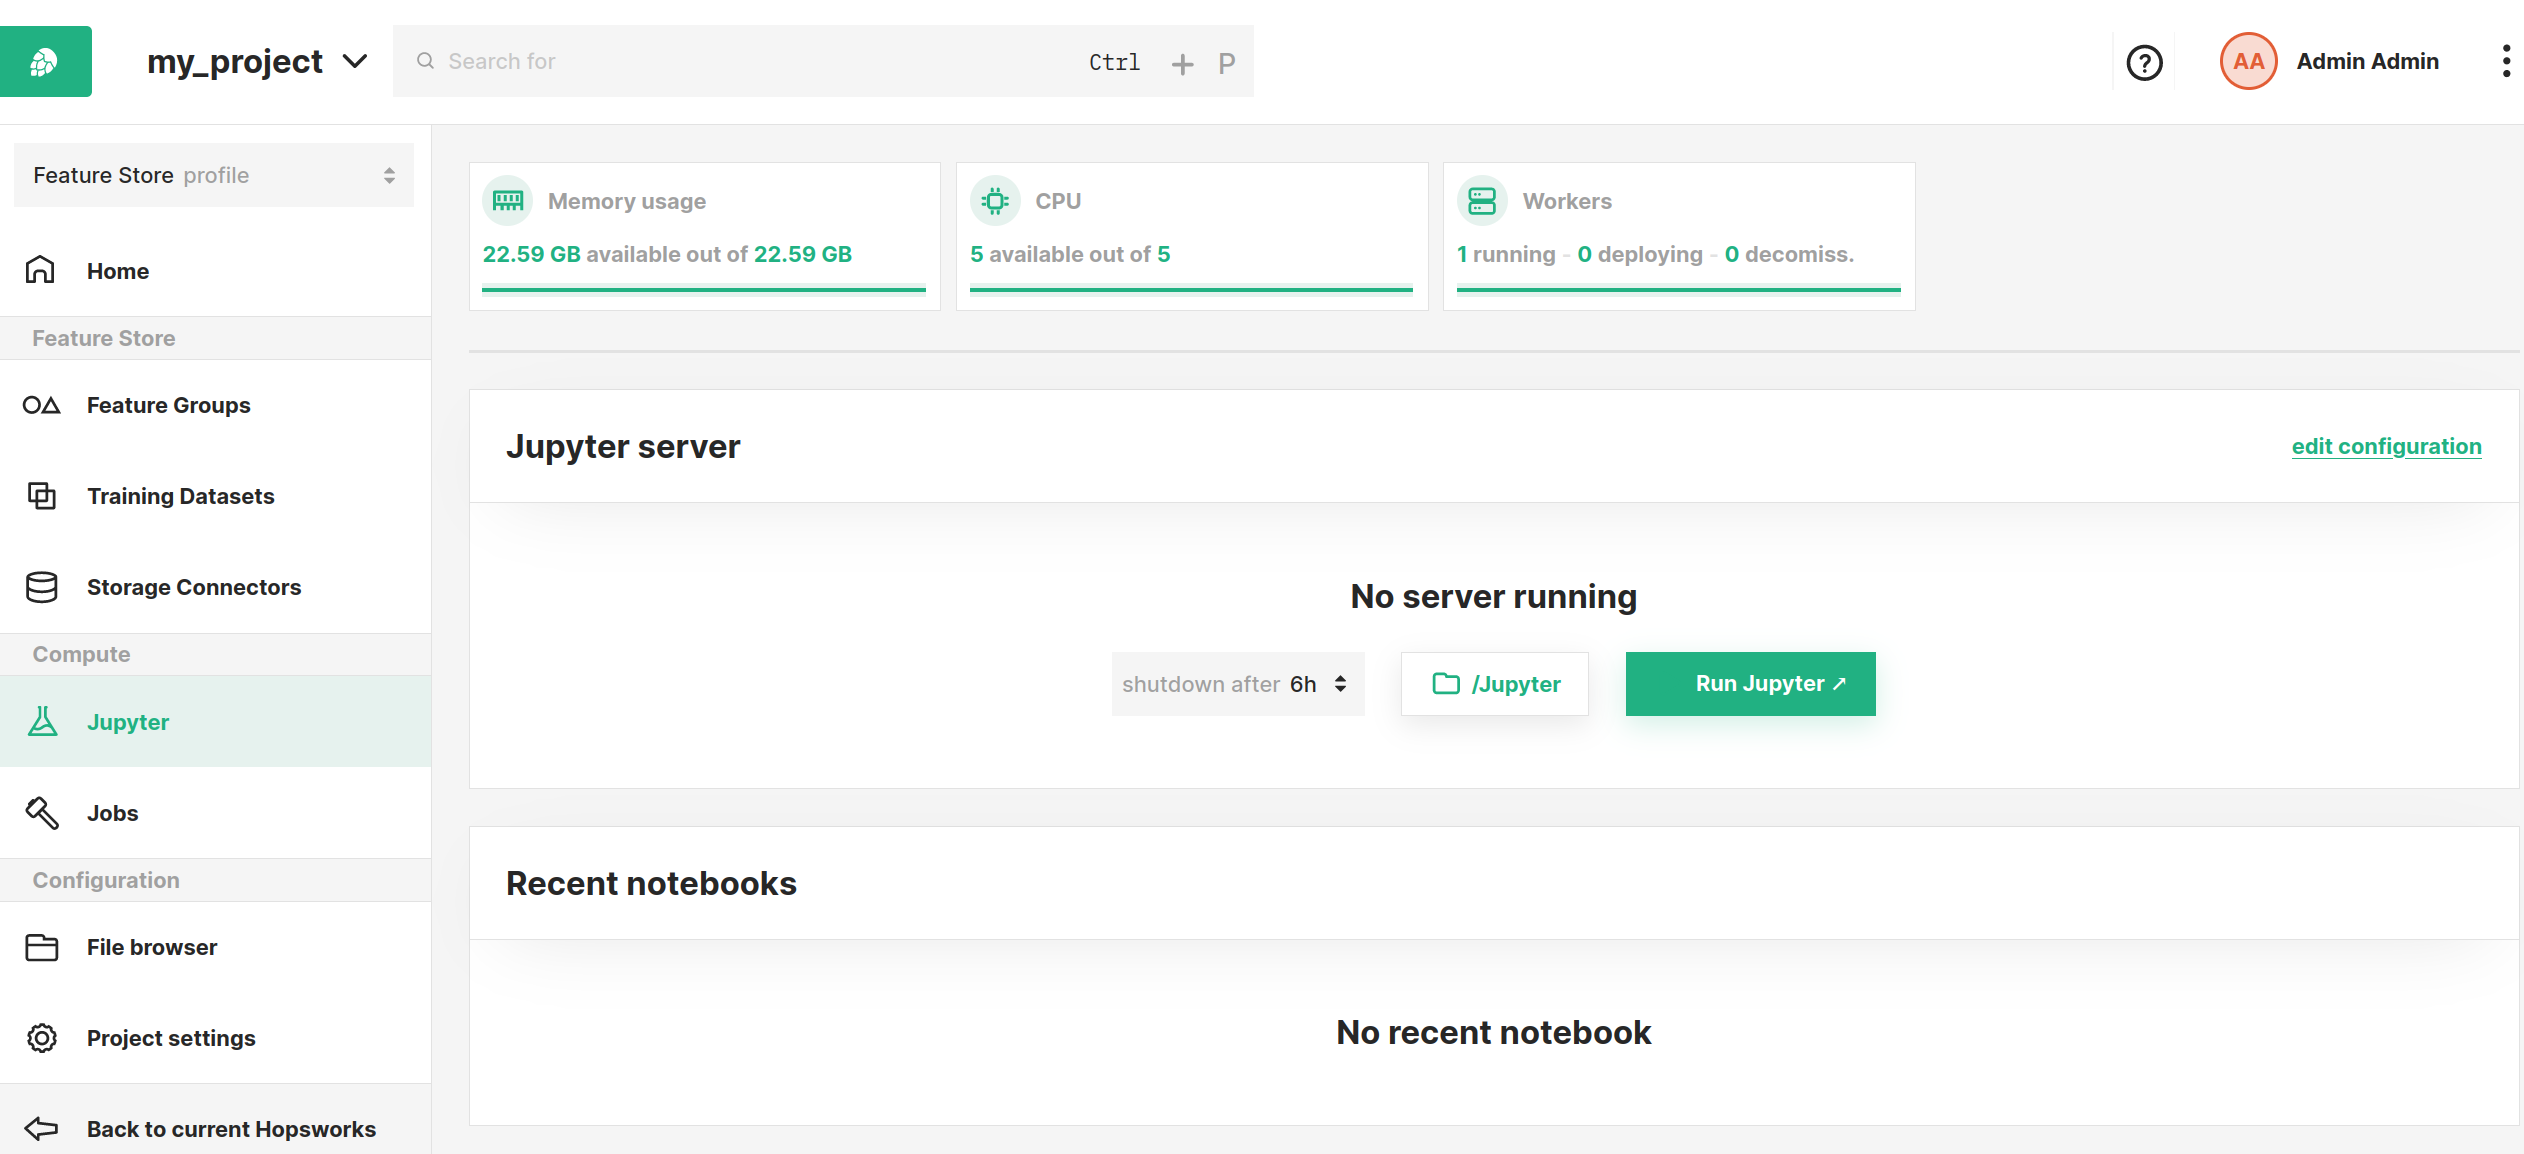 my_project
Search for
Ctrl + P
AA Admin Admin
Feature Store profile
Home
Feature Store
Feature Groups
Training Datasets
Storage Connectors
Compute
Jupyter
Jobs
Configuration
File browser
Project settings
Back to current Hopsworks
Memory usage
22.59 GB available out of 22.59 GB
CPU
5 available out of 5
Workers
1 running - 0 deploying - 0 decomiss.
Jupyter server
edit configuration
No server running
shutdown after 6h
/Jupyter
Run Jupyter ↗
Recent notebooks
No recent notebook